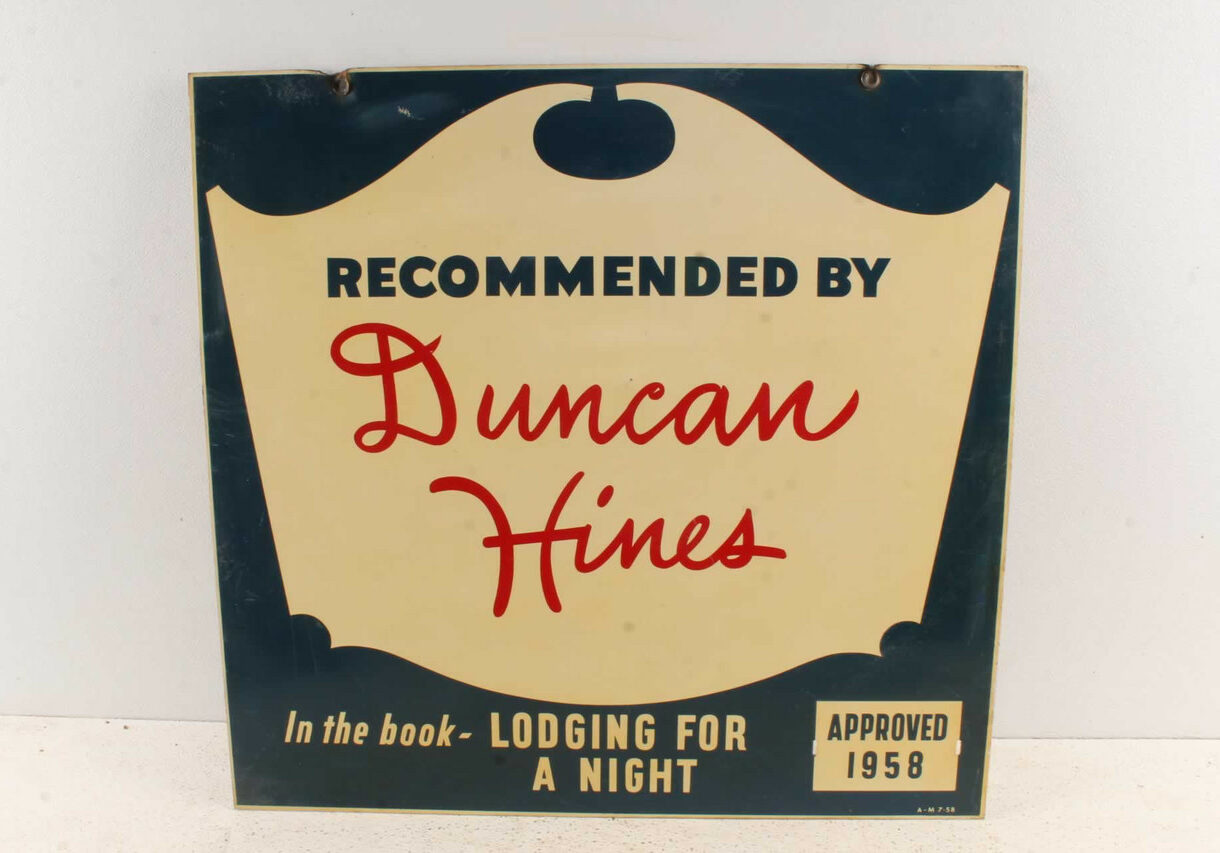 RECOMMENDED BY
Duncan
Hines
In the book- LODGING FOR
A NIGHT
APPROVED
1958
A-M 7-58